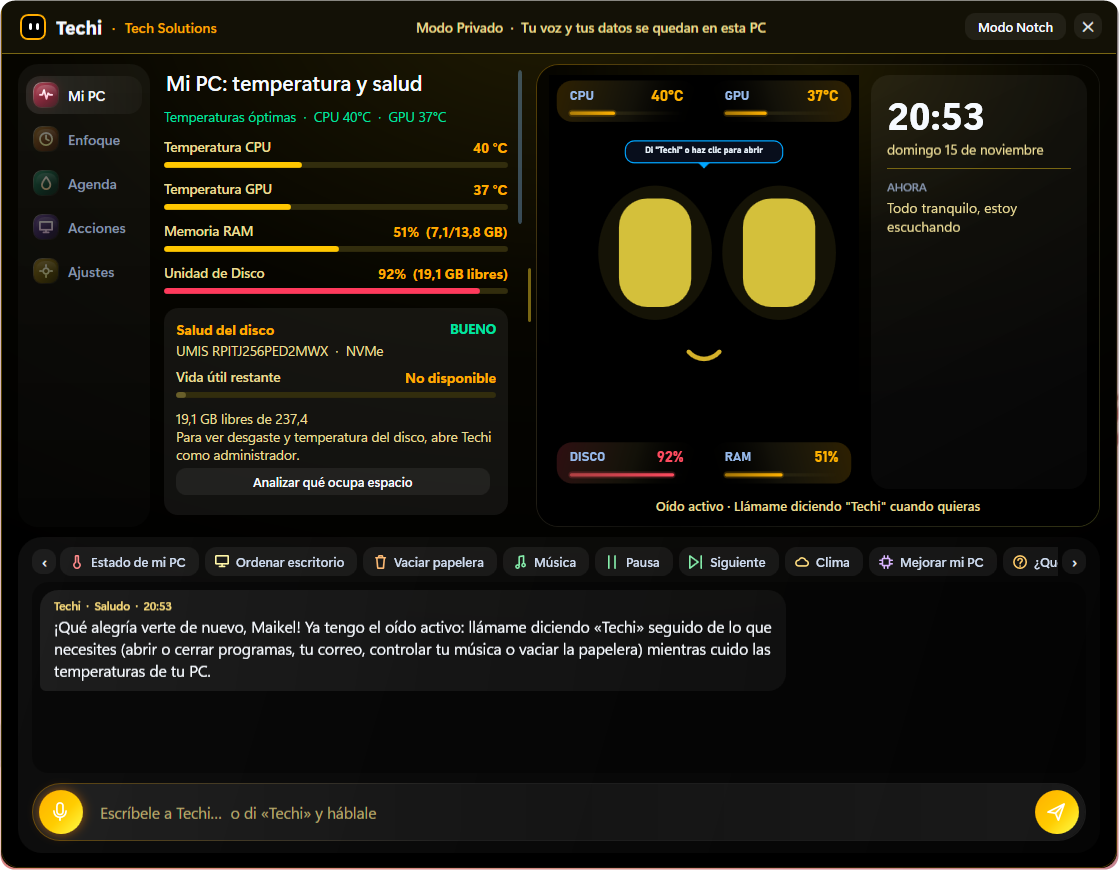 Techi · Tech Solutions
Modo Privado · Tu voz y tus datos se quedan en esta PC
Modo Notch
Mi PC
Enfoque
Agenda
Acciones
Ajustes
Mi PC: temperatura y salud
Temperaturas óptimas · CPU 40°C · GPU 37°C
Temperatura CPU 40 °C
Temperatura GPU 37 °C
Memoria RAM 51% (7,1/13,8 GB)
Unidad de Disco 92% (19,1 GB libres)
Salud del disco BUENO
UMIS RPITJ256PED2MWX · NVMe
Vida útil restante No disponible
19,1 GB libres de 237,4
Para ver desgaste y temperatura del disco, abre Techi
como administrador.
Analizar qué ocupa espacio
CPU 40°C GPU 37°C
Di "Techi" o haz clic para abrir
DISCO 92% RAM 51%
Oído activo · Llámame diciendo "Techi" cuando quieras
20:53
domingo 15 de noviembre
AHORA
Todo tranquilo, estoy
escuchando
‹ Estado de mi PC Ordenar escritorio Vaciar papelera Música Pausa Siguiente Clima Mejorar mi PC ¿Qu ›
Techi · Saludo · 20:53
¡Qué alegría verte de nuevo, Maikel! Ya tengo el oído activo: llámame diciendo «Techi» seguido de lo que
necesites (abrir o cerrar programas, tu correo, controlar tu música o vaciar la papelera) mientras cuido las
temperaturas de tu PC.
Escríbele a Techi... o di «Techi» y háblale